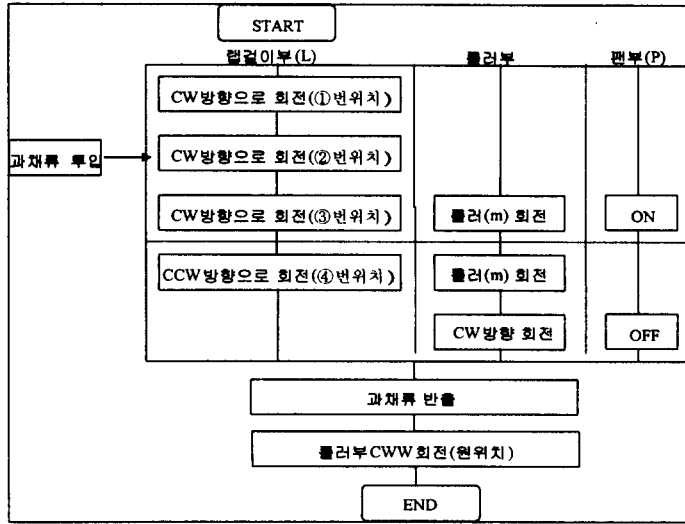 START
랩걸이부(L) 롤러부 팬부(P)
CW방향으로 회전(①번위치)
과채류 투입
CW방향으로 회전(②번위치)
CW방향으로 회전(③번위치) 롤러(m) 회전 ON
CCW방향으로 회전(④번위치) 롤러(m) 회전
CW방향 회전 OFF
과채류 반출
롤러부CWW회전(원위치)
END